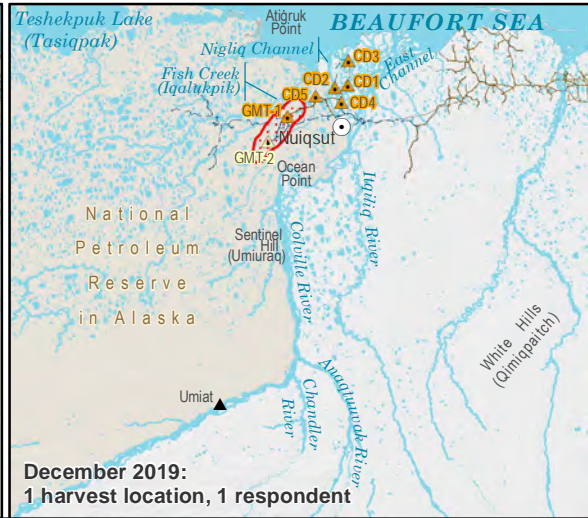 Teshekpuk Lake
(Tasiqpak)
Atigruk
Point
BEAUFORT SEA
Nigliq Channel
East
Channel
CD3
Fish Creek
(Iqalukpik)
CD2
CD1
CD5
CD4
GMT-1
Nuiqsut
GMT-2
Ocean
Point
Itqiliq River
National
Petroleum
Reserve
in Alaska
Sentinel
Hill
(Umiuraq)
Colville River
White Hills
(Qimiqpaitch)
Umiat
Chandler
River
Anaqtuuvak River
December 2019:
1 harvest location, 1 respondent